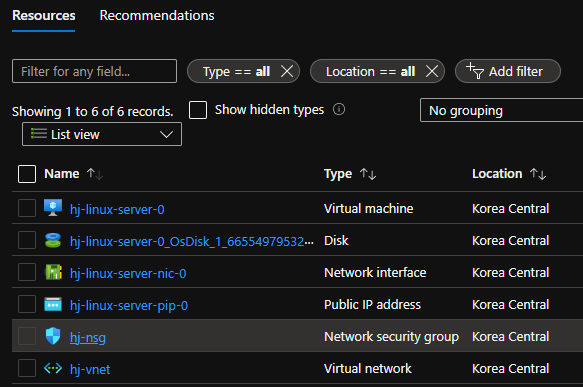 Resources Recommendations
Filter for any field... Type == all Location == all Add filter
Showing 1 to 6 of 6 records. Show hidden types No grouping
List view
Name Type Location
hj-linux-server-0 Virtual machine Korea Central
hj-linux-server-0_OsDisk_1_66554979532... Disk Korea Central
hj-linux-server-nic-0 Network interface Korea Central
hj-linux-server-pip-0 Public IP address Korea Central
hj-nsg Network security group Korea Central
hj-vnet Virtual network Korea Central